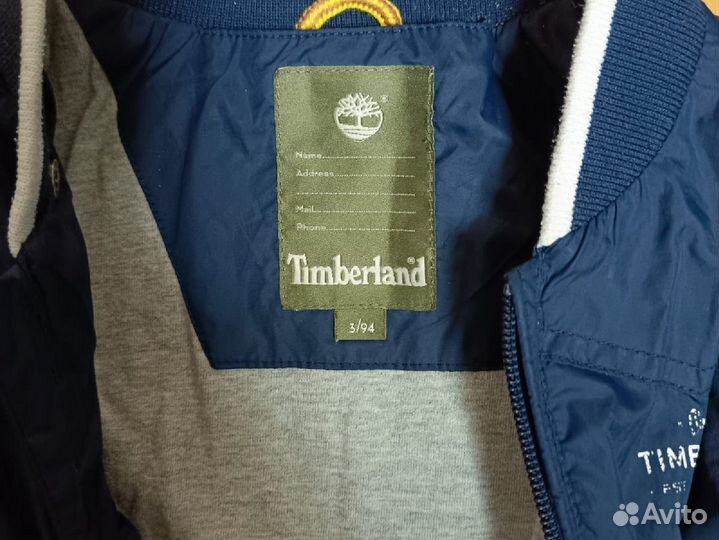 Name
Address
Mail
Phone
Timberland®
3/94
TIMB
Avito